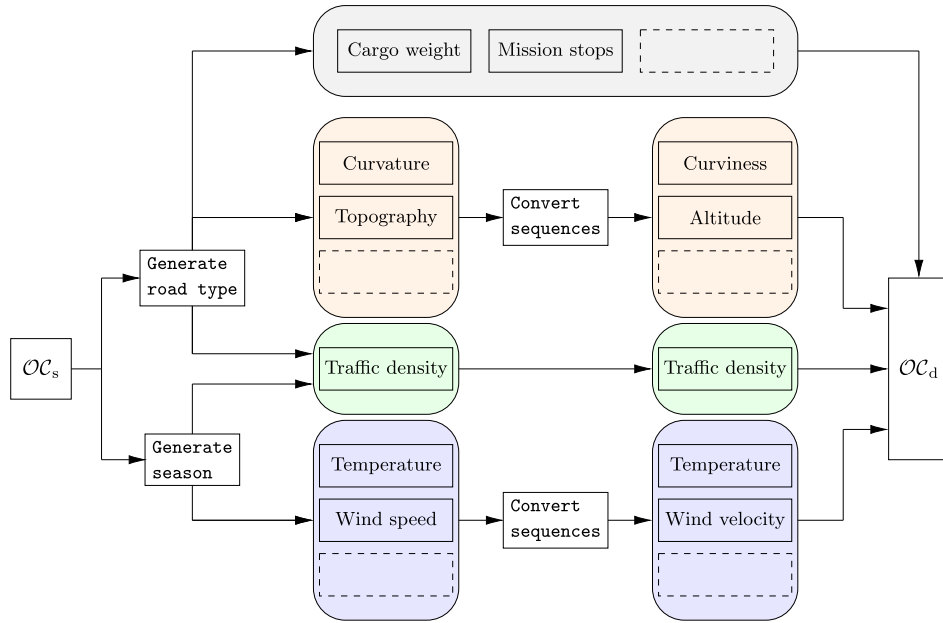 Cargo weight
Mission stops
Curvature
Curviness
Topography
Convert
sequences
Altitude
Generate
road type
𝒪𝒞s
Traffic density
Traffic density
𝒪𝒞d
Generate
season
Temperature
Temperature
Wind speed
Convert
sequences
Wind velocity